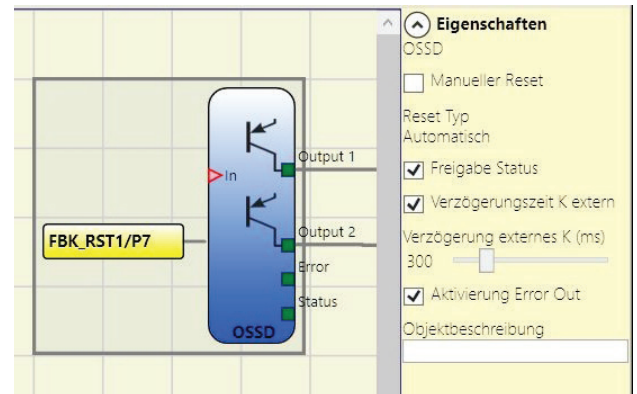 In
Output 1
Output 2
Error
Status
OSSD
FBK_RST1/P7
Eigenschaften
OSSD
Manueller Reset
Reset Typ
Automatisch
Freigabe Status
Verzögerungszeit K extern
Verzögerung externes K (ms)
300
Aktivierung Error Out
Objektbeschreibung